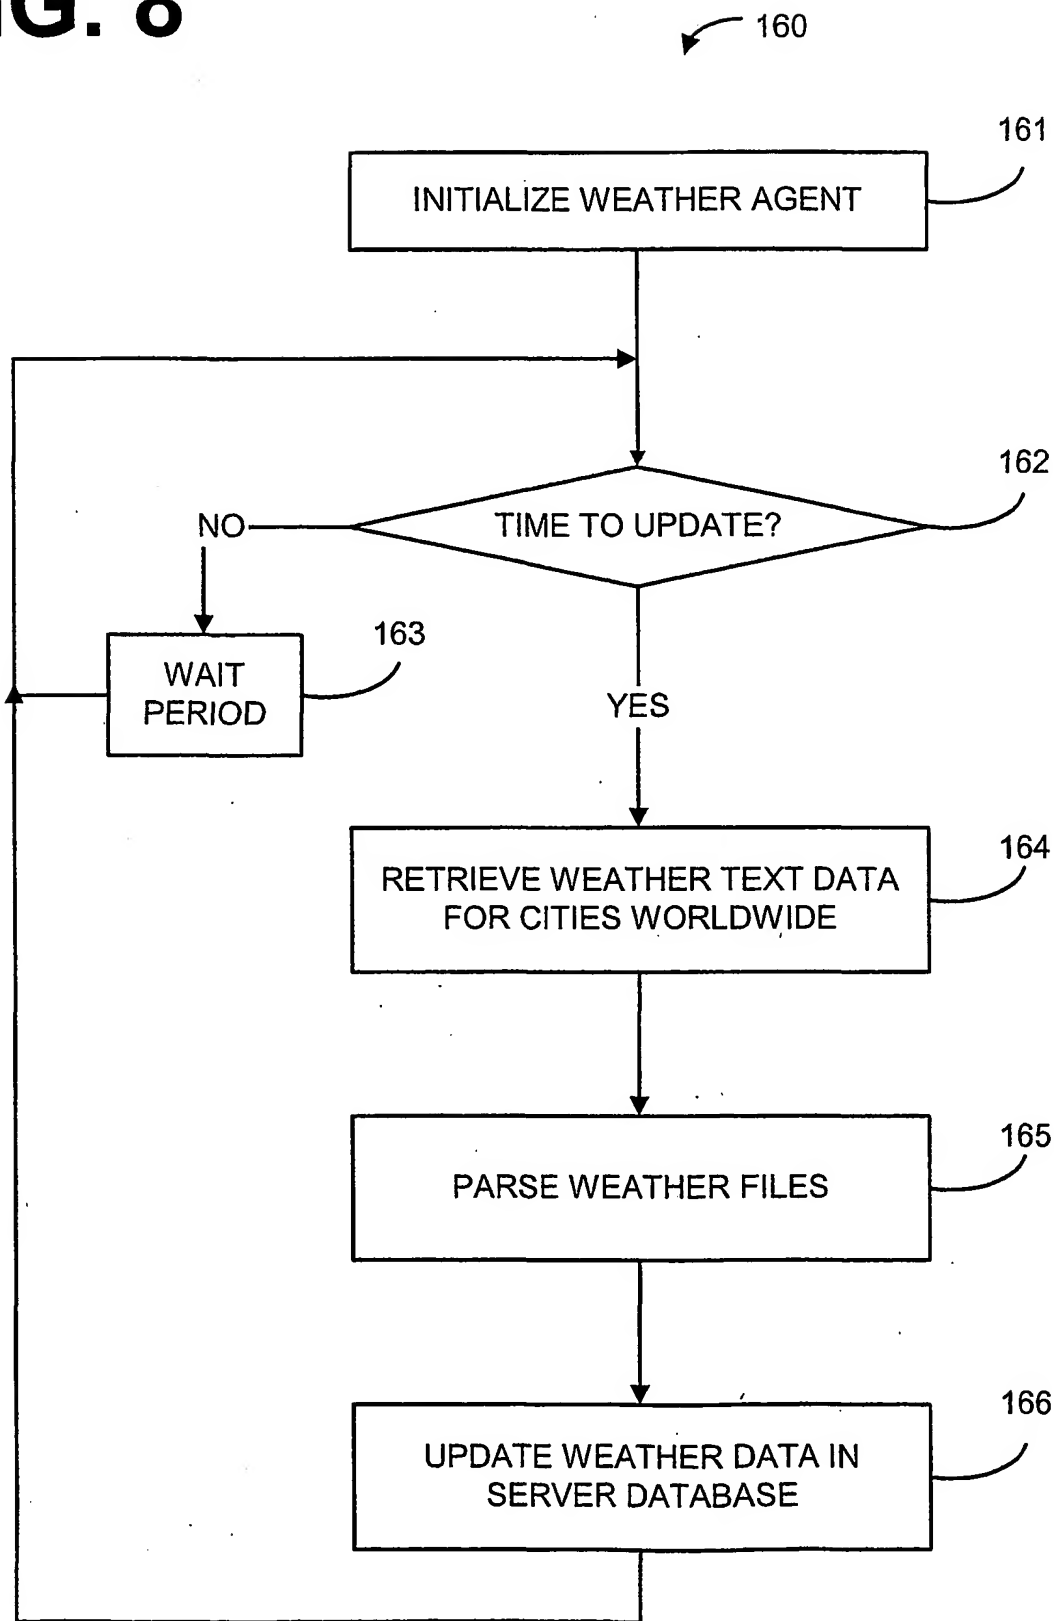 FIG. 8
160
161
INITIALIZE WEATHER AGENT
162
TIME TO UPDATE?
NO
163
WAIT
PERIOD
YES
164
RETRIEVE WEATHER TEXT DATA
FOR CITIES WORLDWIDE
165
PARSE WEATHER FILES
166
UPDATE WEATHER DATA IN
SERVER DATABASE